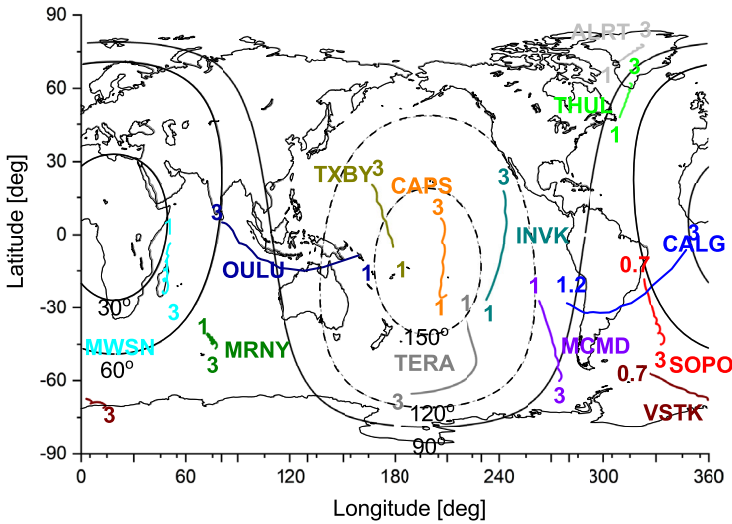 90
ALRT 3
1 3
60
THUL
1
30
TXBY 3
CAPS
3
3
3
1
3
0
INVK
CALG
OULU
1
1
0.7
1.2
3
1
1
1
1
-30
30°
1
MWSN
MRNY
150°
MCMD
3
60°
3
TERA
SOPO
0.7
-60
3
3
3
120°
VSTK
90°
-90
0 60 120 180 240 300 360
Latitude [deg]
Longitude [deg]